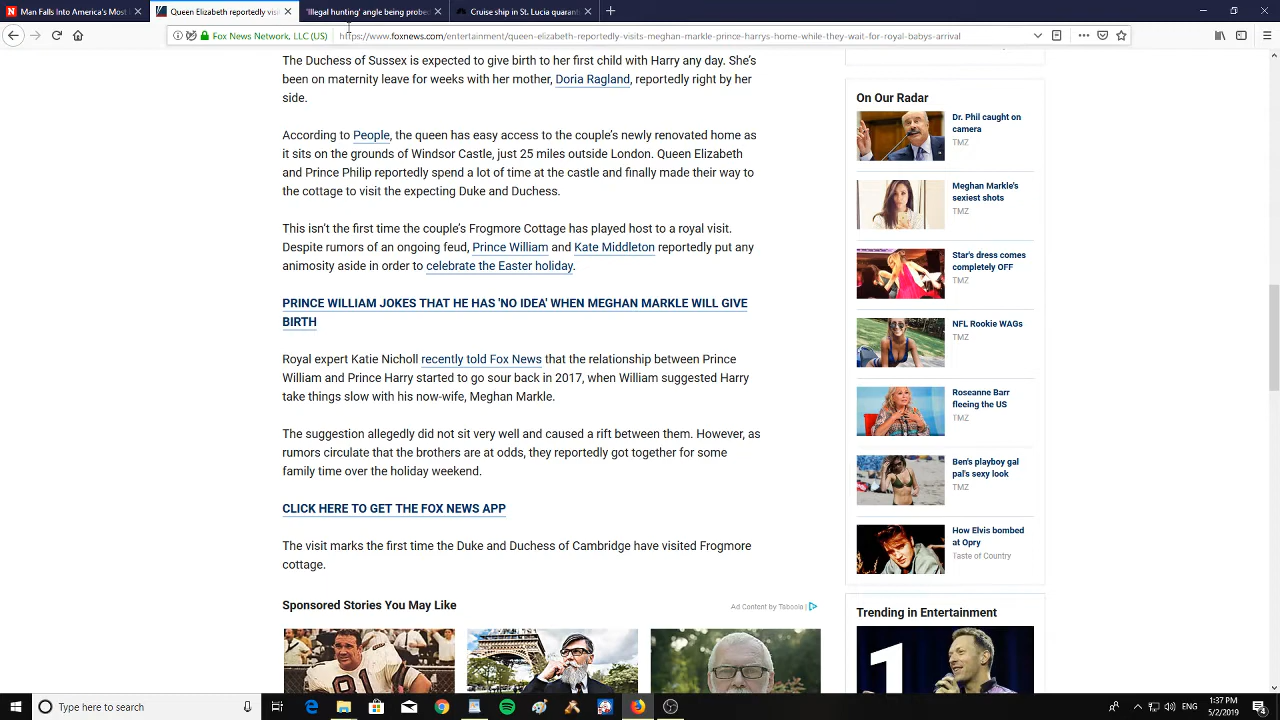 Man Falls Into America's Most
Queen Elizabeth reportedly visi
'Illegal hunting' angle being probe
Cruise ship in St. Lucia quarant
Fox News Network, LLC (US)
https://www.foxnews.com/entertainment/queen-elizabeth-reportedly-visits-meghan-markle-prince-harrys-home-while-they-wait-for-royal-babys-arrival
The Duchess of Sussex is expected to give birth to her first child with Harry any day. She's
been on maternity leave for weeks with her mother, Doria Ragland, reportedly right by her
side.
According to People, the queen has easy access to the couple's newly renovated home as
it sits on the grounds of Windsor Castle, just 25 miles outside London. Queen Elizabeth
and Prince Philip reportedly spend a lot of time at the castle and finally made their way to
the cottage to visit the expecting Duke and Duchess.
This isn't the first time the couple's Frogmore Cottage has played host to a royal visit.
Despite rumors of an ongoing feud, Prince William and Kate Middleton reportedly put any
animosity aside in order to celebrate the Easter holiday.
PRINCE WILLIAM JOKES THAT HE HAS 'NO IDEA' WHEN MEGHAN MARKLE WILL GIVE
BIRTH
Royal expert Katie Nicholl recently told Fox News that the relationship between Prince
William and Prince Harry started to go sour back in 2017, when William suggested Harry
take things slow with his now-wife, Meghan Markle.
The suggestion allegedly did not sit very well and caused a rift between them. However, as
rumors circulate that the brothers are at odds, they reportedly got together for some
family time over the holiday weekend.
CLICK HERE TO GET THE FOX NEWS APP
The visit marks the first time the Duke and Duchess of Cambridge have visited Frogmore
cottage.
Sponsored Stories You May Like
Ad Content by Taboola |
81
On Our Radar
Dr. Phil caught on
camera
TMZ
Meghan Markle's
sexiest shots
TMZ
Star's dress comes
completely OFF
TMZ
NFL Rookie WAGs
TMZ
Roseanne Barr
fleeing the US
TMZ
Ben's playboy gal
pal's sexy look
TMZ
How Elvis bombed
at Opry
Taste of Country
Trending in Entertainment
1
Type here to search
ENG
1:37 PM
5/2/2019